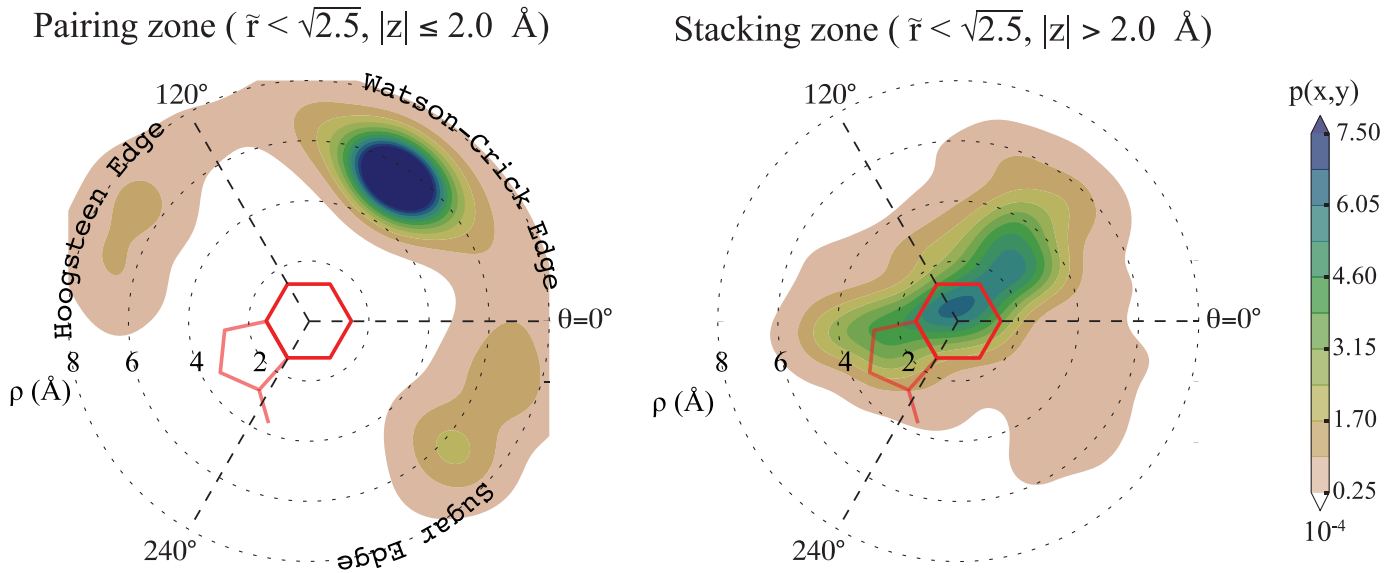 Pairing zone ( r̃ < √2.5, |z| ≤ 2.0 Å)
Stacking zone ( r̃ < √2.5, |z| > 2.0 Å)
Watson-Crick Edge
Hoogsteen Edge
Sugar Edge
120°
θ=0°
240°
8 6 4 2
ρ (Å)
120°
θ=0°
240°
8 6 4 2
ρ (Å)
p(x,y)
7.50
6.05
4.60
3.15
1.70
0.25
10⁻⁴